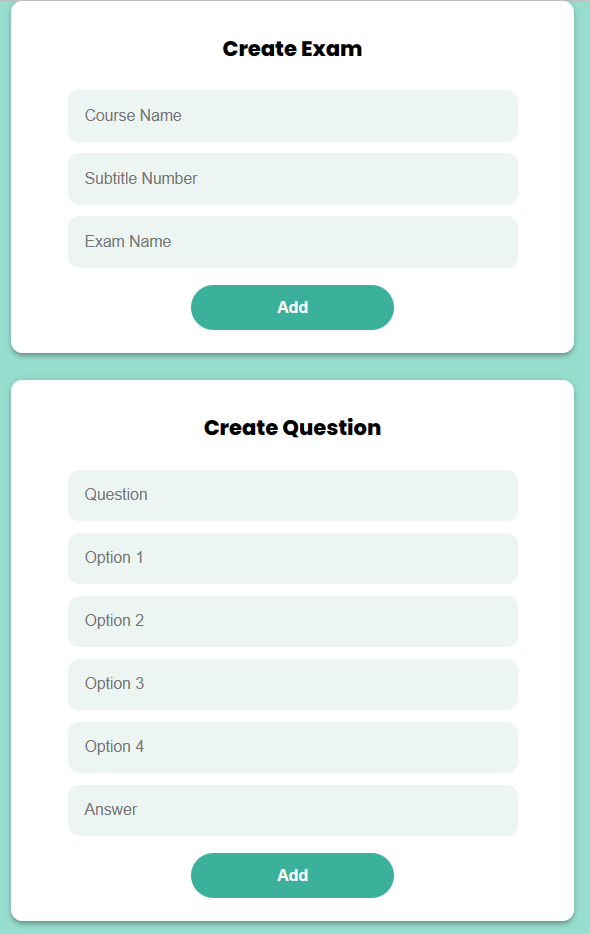 Create Exam
Course Name
Subtitle Number
Exam Name
Add
Create Question
Question
Option 1
Option 2
Option 3
Option 4
Answer
Add